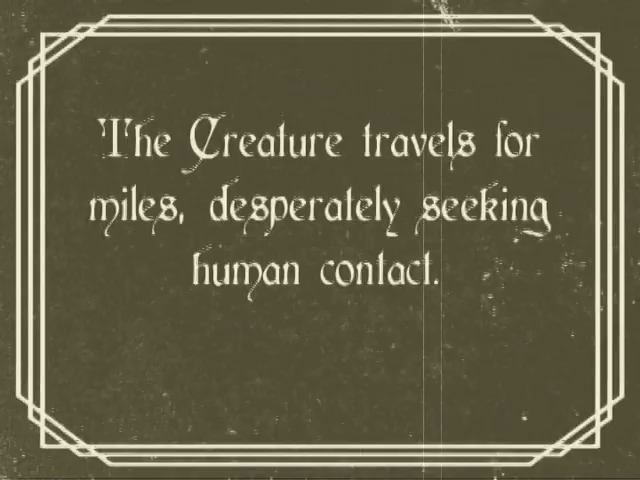 The Creature travels for
miles, desperately seeking
human contact.